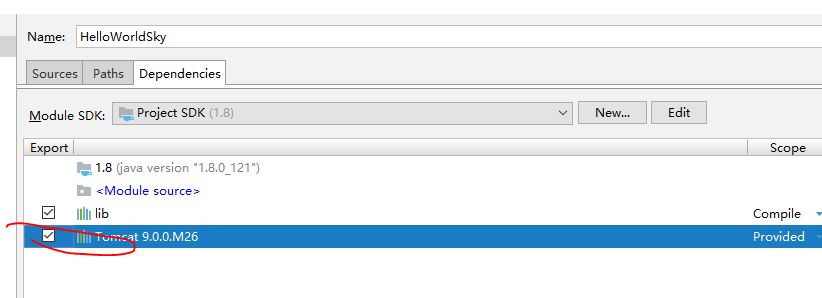 Name: HelloWorldSky
Sources Paths Dependencies
Module SDK: Project SDK (1.8) New... Edit
Export Scope
1.8 (java version "1.8.0_121")
<Module source>
lib Compile
Tomcat 9.0.0.M26 Provided